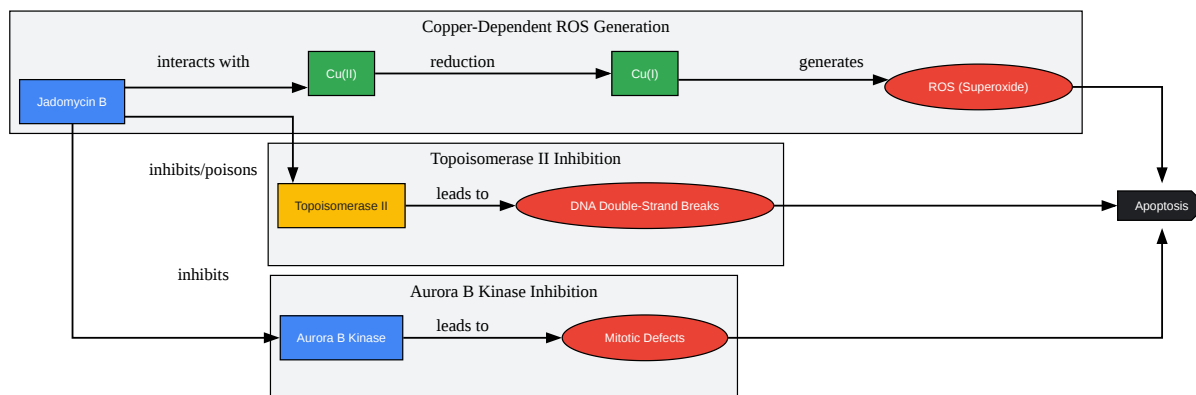 Copper-Dependent ROS Generation
interacts with
reduction
generates
Jadomycin B
Cu(II)
Cu(I)
ROS (Superoxide)
inhibits/poisons
Topoisomerase II Inhibition
Topoisomerase II
leads to
DNA Double-Strand Breaks
Apoptosis
inhibits
Aurora B Kinase Inhibition
Aurora B Kinase
leads to
Mitotic Defects